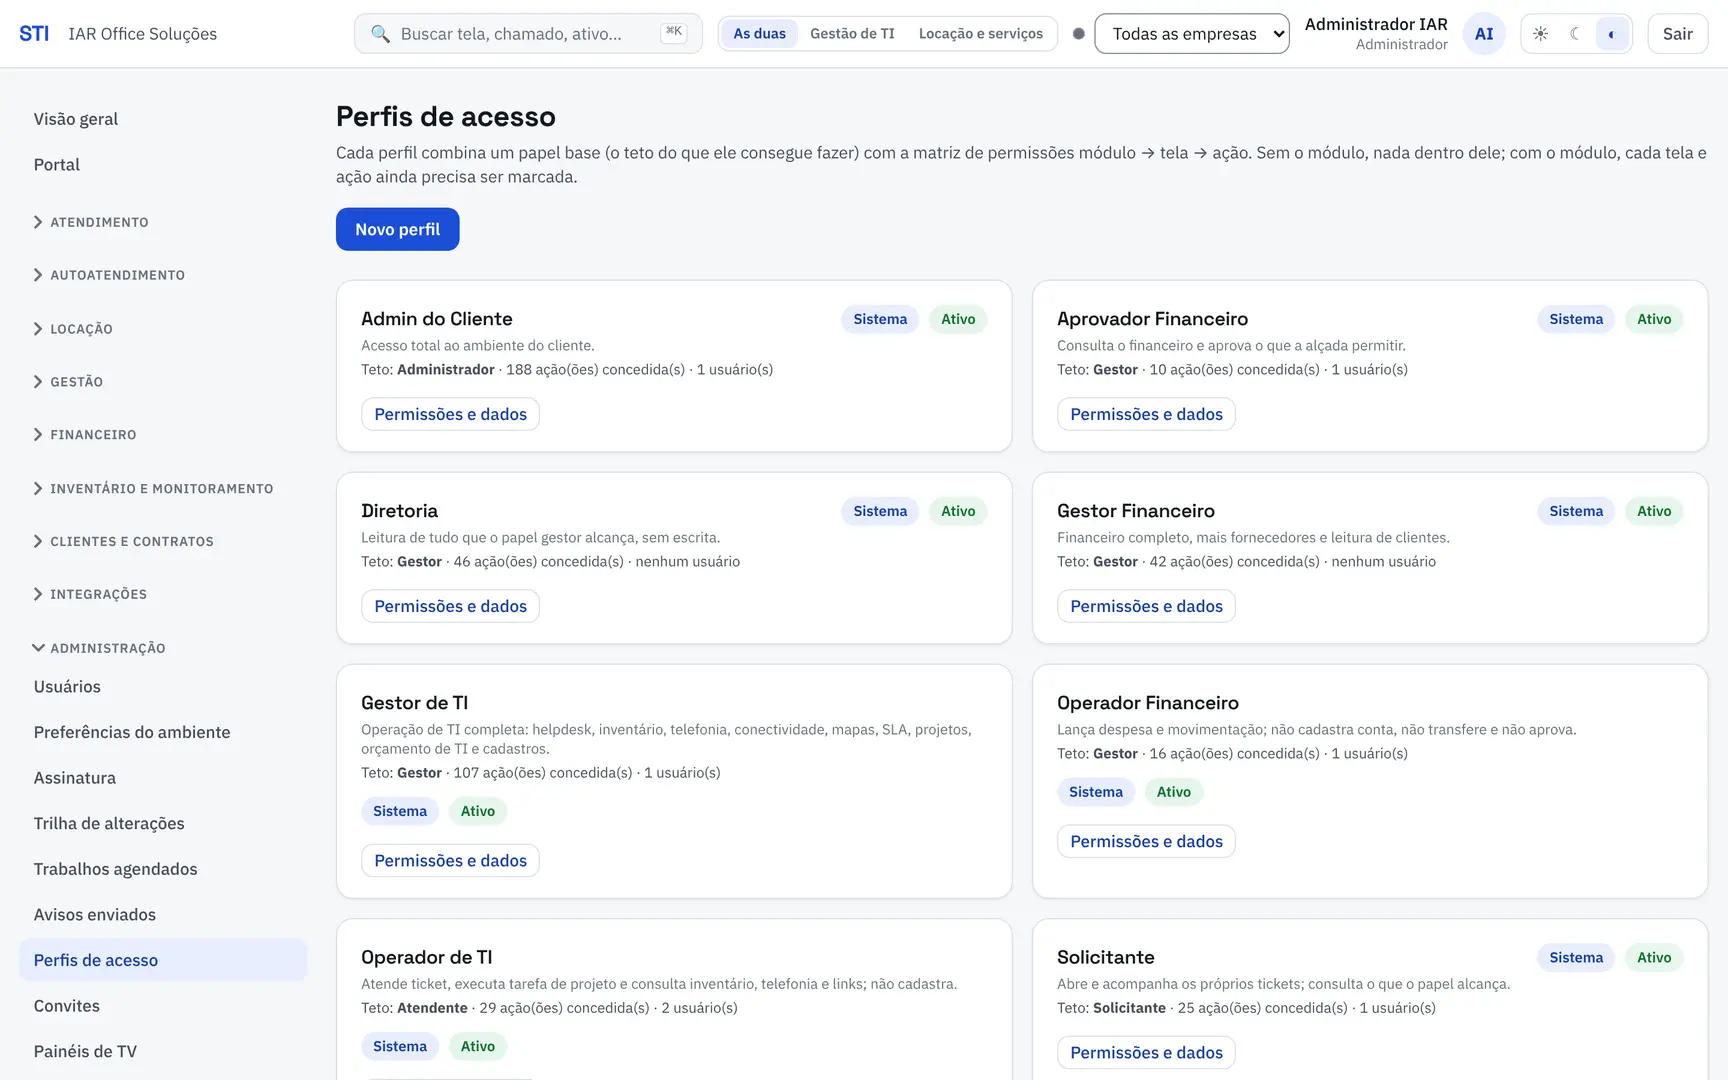 STI
IAR Office Soluções
Buscar tela, chamado, ativo...
⌘K
As duas
Gestão de TI
Locação e serviços
Todas as empresas
Administrador IAR
Administrador
AI
Sair
Visão geral
Portal
ATENDIMENTO
AUTOATENDIMENTO
LOCAÇÃO
GESTÃO
FINANCEIRO
INVENTÁRIO E MONITORAMENTO
CLIENTES E CONTRATOS
INTEGRAÇÕES
ADMINISTRAÇÃO
Usuários
Preferências do ambiente
Assinatura
Trilha de alterações
Trabalhos agendados
Avisos enviados
Perfis de acesso
Convites
Painéis de TV
Perfis de acesso
Cada perfil combina um papel base (o teto do que ele consegue fazer) com a matriz de permissões módulo → tela → ação. Sem o módulo, nada dentro dele; com o módulo, cada tela e
ação ainda precisa ser marcada.
Novo perfil
Admin do Cliente
Sistema
Ativo
Acesso total ao ambiente do cliente.
Teto: Administrador · 188 ação(ões) concedida(s) · 1 usuário(s)
Permissões e dados
Aprovador Financeiro
Sistema
Ativo
Consulta o financeiro e aprova o que a alçada permitir.
Teto: Gestor · 10 ação(ões) concedida(s) · 1 usuário(s)
Permissões e dados
Diretoria
Sistema
Ativo
Leitura de tudo que o papel gestor alcança, sem escrita.
Teto: Gestor · 46 ação(ões) concedida(s) · nenhum usuário
Permissões e dados
Gestor Financeiro
Sistema
Ativo
Financeiro completo, mais fornecedores e leitura de clientes.
Teto: Gestor · 42 ação(ões) concedida(s) · nenhum usuário
Permissões e dados
Gestor de TI
Operação de TI completa: helpdesk, inventário, telefonia, conectividade, mapas, SLA, projetos,
orçamento de TI e cadastros.
Teto: Gestor · 107 ação(ões) concedida(s) · 1 usuário(s)
Sistema
Ativo
Permissões e dados
Operador Financeiro
Lança despesa e movimentação; não cadastra conta, não transfere e não aprova.
Teto: Gestor · 16 ação(ões) concedida(s) · 1 usuário(s)
Sistema
Ativo
Permissões e dados
Operador de TI
Atende ticket, executa tarefa de projeto e consulta inventário, telefonia e links; não cadastra.
Teto: Atendente · 29 ação(ões) concedida(s) · 2 usuário(s)
Sistema
Ativo
Solicitante
Sistema
Ativo
Abre e acompanha os próprios tickets; consulta o que o papel alcança.
Teto: Solicitante · 25 ação(ões) concedida(s) · 1 usuário(s)
Permissões e dados